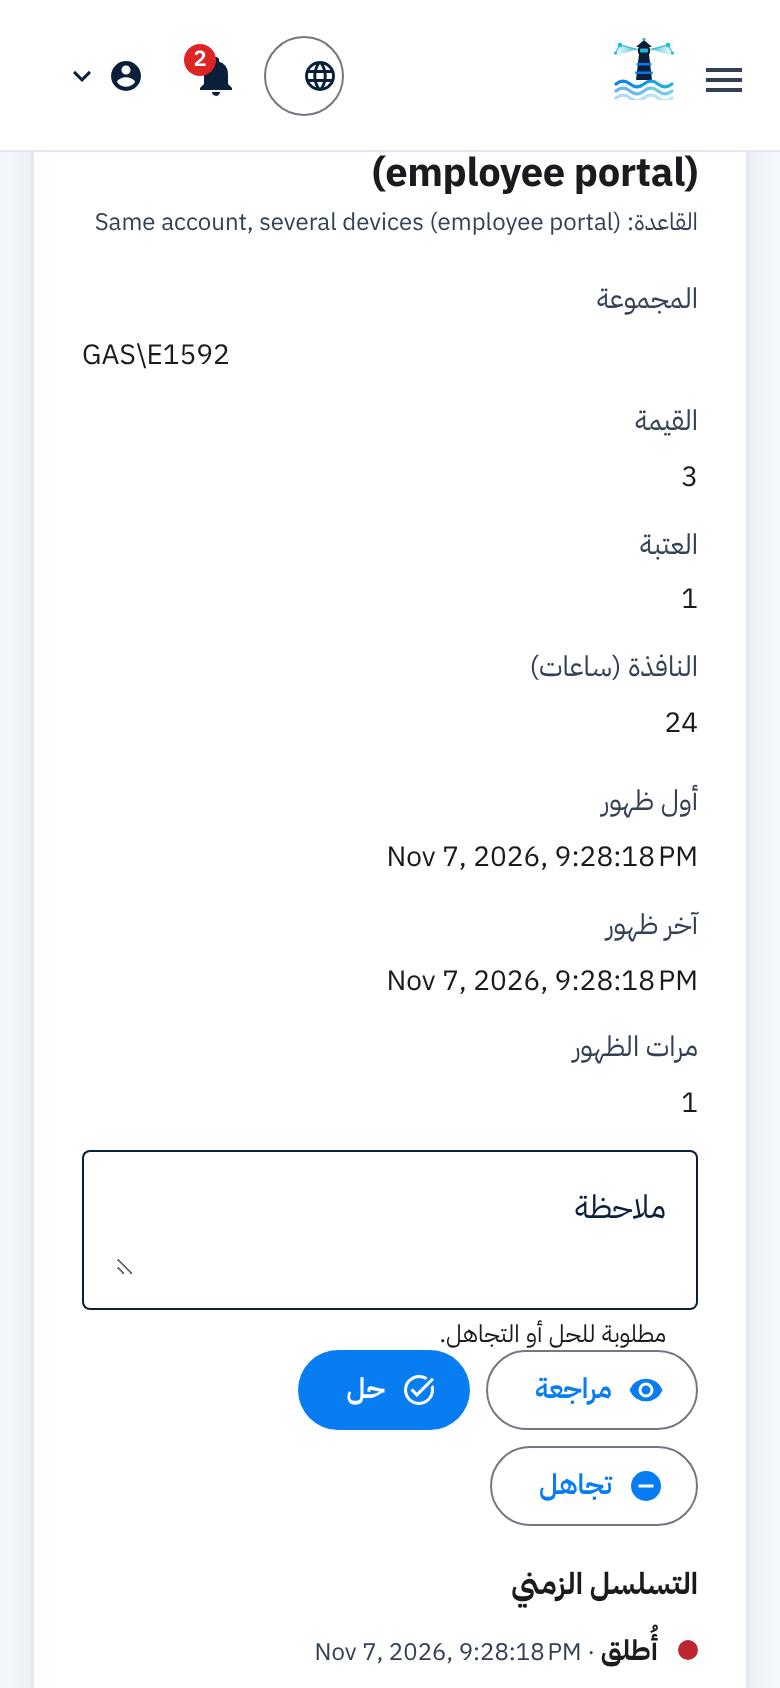 2
(employee portal)
القاعدة: Same account, several devices (employee portal)
المجموعة
GAS\E1592
القيمة
3
العتبة
1
النافذة (ساعات)
24
أول ظهور
Nov 7, 2026, 9:28:18 PM
آخر ظهور
Nov 7, 2026, 9:28:18 PM
مرات الظهور
1
ملاحظة
مطلوبة للحل أو التجاهل.
مراجعة
حل
تجاهل
التسلسل الزمني
أُطلق · Nov 7, 2026, 9:28:18 PM